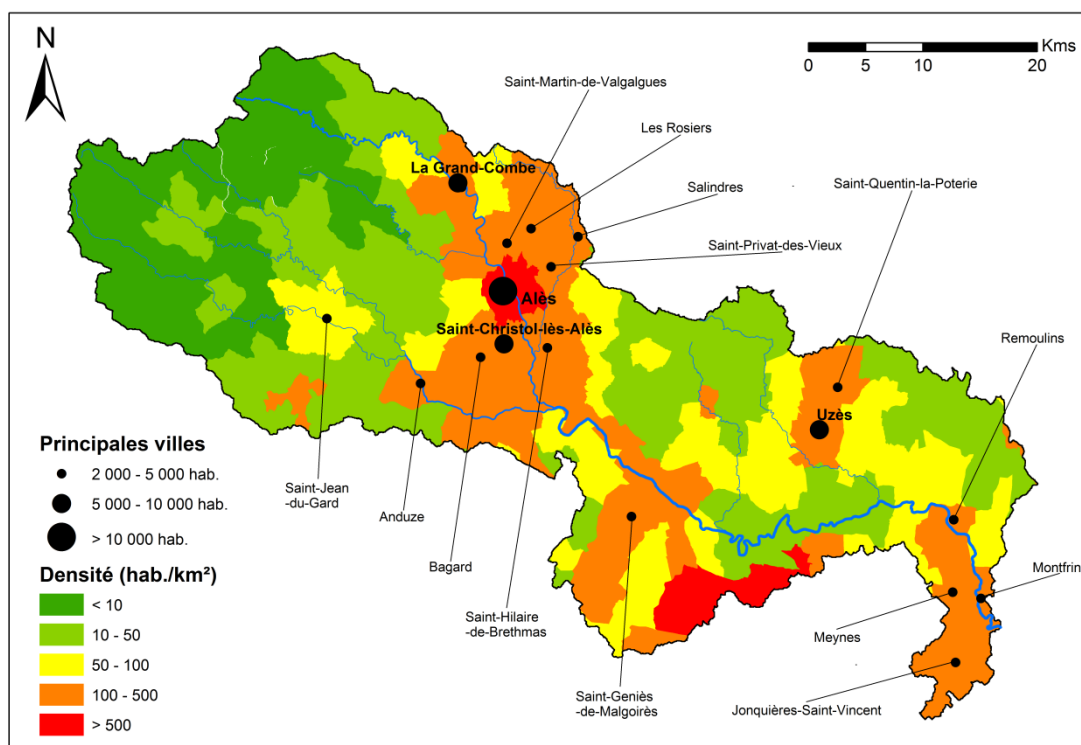 N
Kms
0 5 10 20
Saint-Martin-de-Valgalgues
Les Rosiers
La Grand-Combe
Salindres
Saint-Quentin-la-Poterie
Saint-Privat-des-Vieux
Alès
Saint-Christol-lès-Alès
Remoulins
Uzès
Principales villes
2 000 - 5 000 hab.
5 000 - 10 000 hab.
> 10 000 hab.
Saint-Jean
-du-Gard
Anduze
Bagard
Saint-Hilaire
-de-Brethmas
Saint-Geniès
-de-Malgoirès
Montfrin
Meynes
Jonquières-Saint-Vincent
Densité (hab./km²)
< 10
10 - 50
50 - 100
100 - 500
> 500